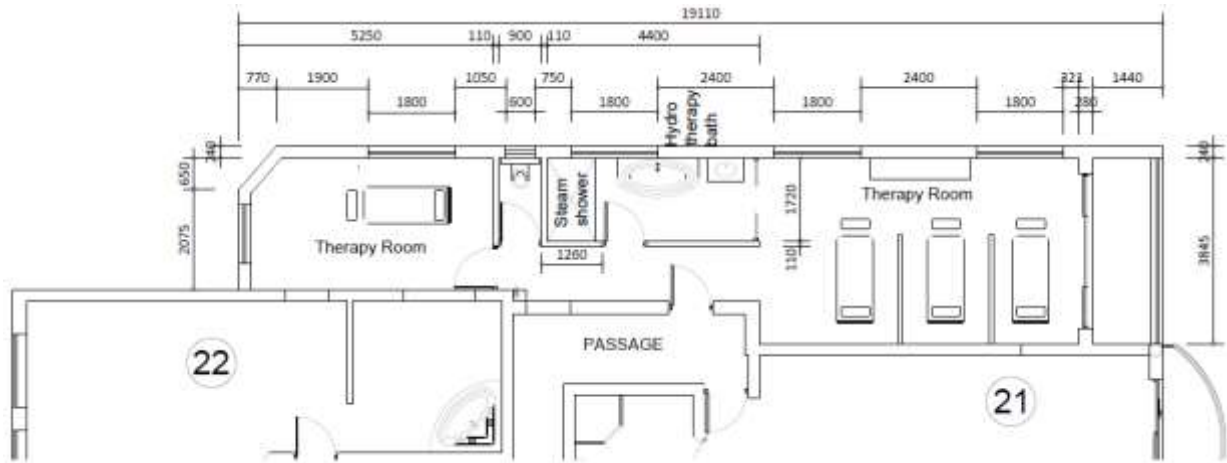 19110
5250 110 900 110 4400
770 1900 1050 750 2400 2400 321 1440
1800 600 1800 1800 1800 280
Hydro
therapy
bath
240
240
650
Steam
shower
1720
Therapy Room
2075
Therapy Room
1260
110
3845
PASSAGE
22
21